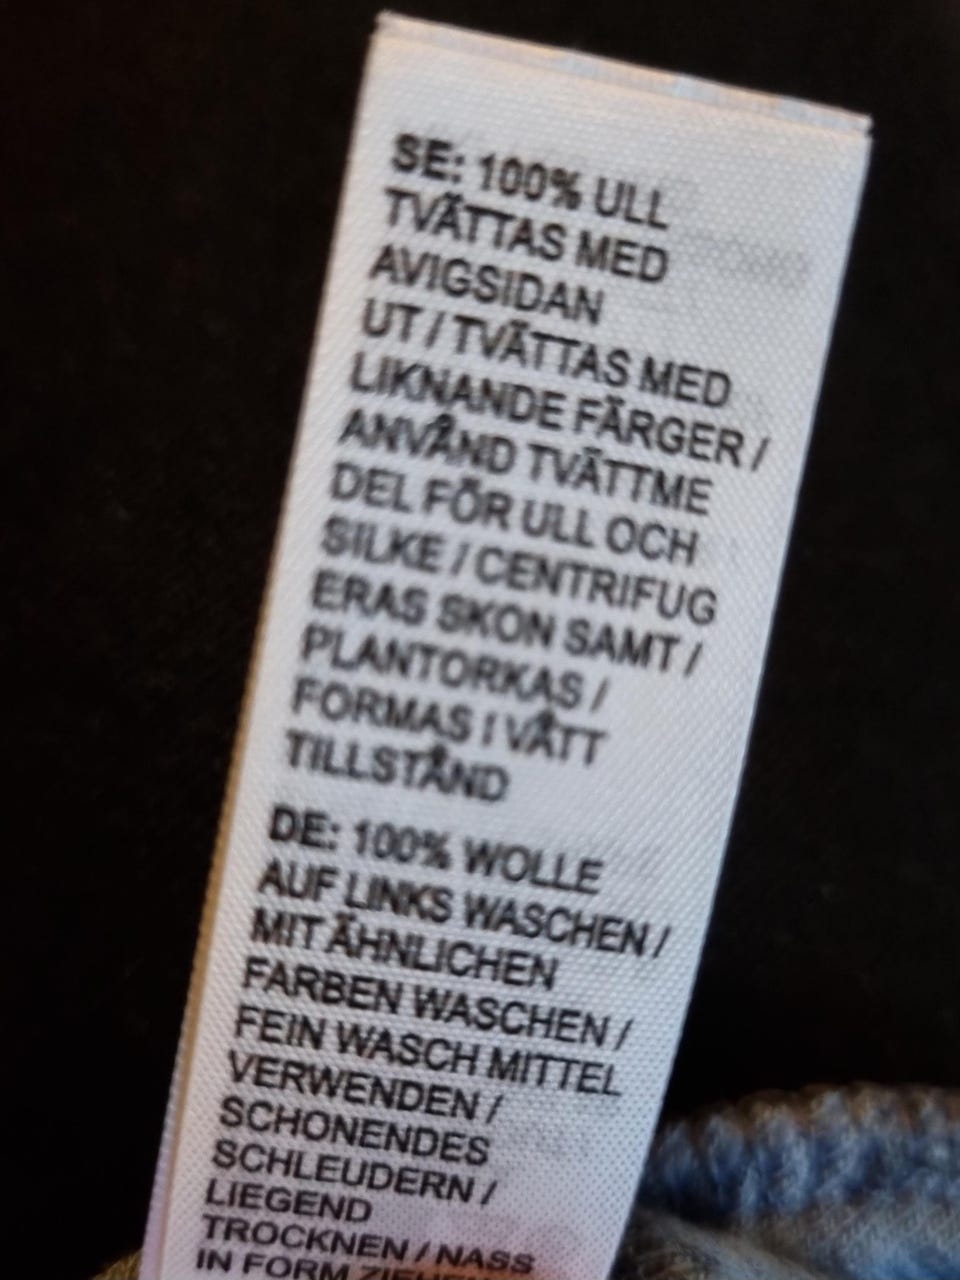 SE: 100% ULL
TVÄTTAS MED
AVIGSIDAN
UT / TVÄTTAS MED
LIKNANDE FÄRGER /
ANVÄND TVÄTTME
DEL FÖR ULL OCH
SILKE / CENTRIFUG
ERAS SKON SAMT /
PLANTORKAS /
FORMAS I VÅTT
TILLSTÅND
DE: 100% WOLLE
AUF LINKS WASCHEN /
MIT ÄHNLICHEN
FARBEN WASCHEN /
FEIN WASCH MITTEL
VERWENDEN /
SCHONENDES
SCHLEUDERN /
LIEGEND
TROCKNEN / NASS
IN FORM ZIEHEN